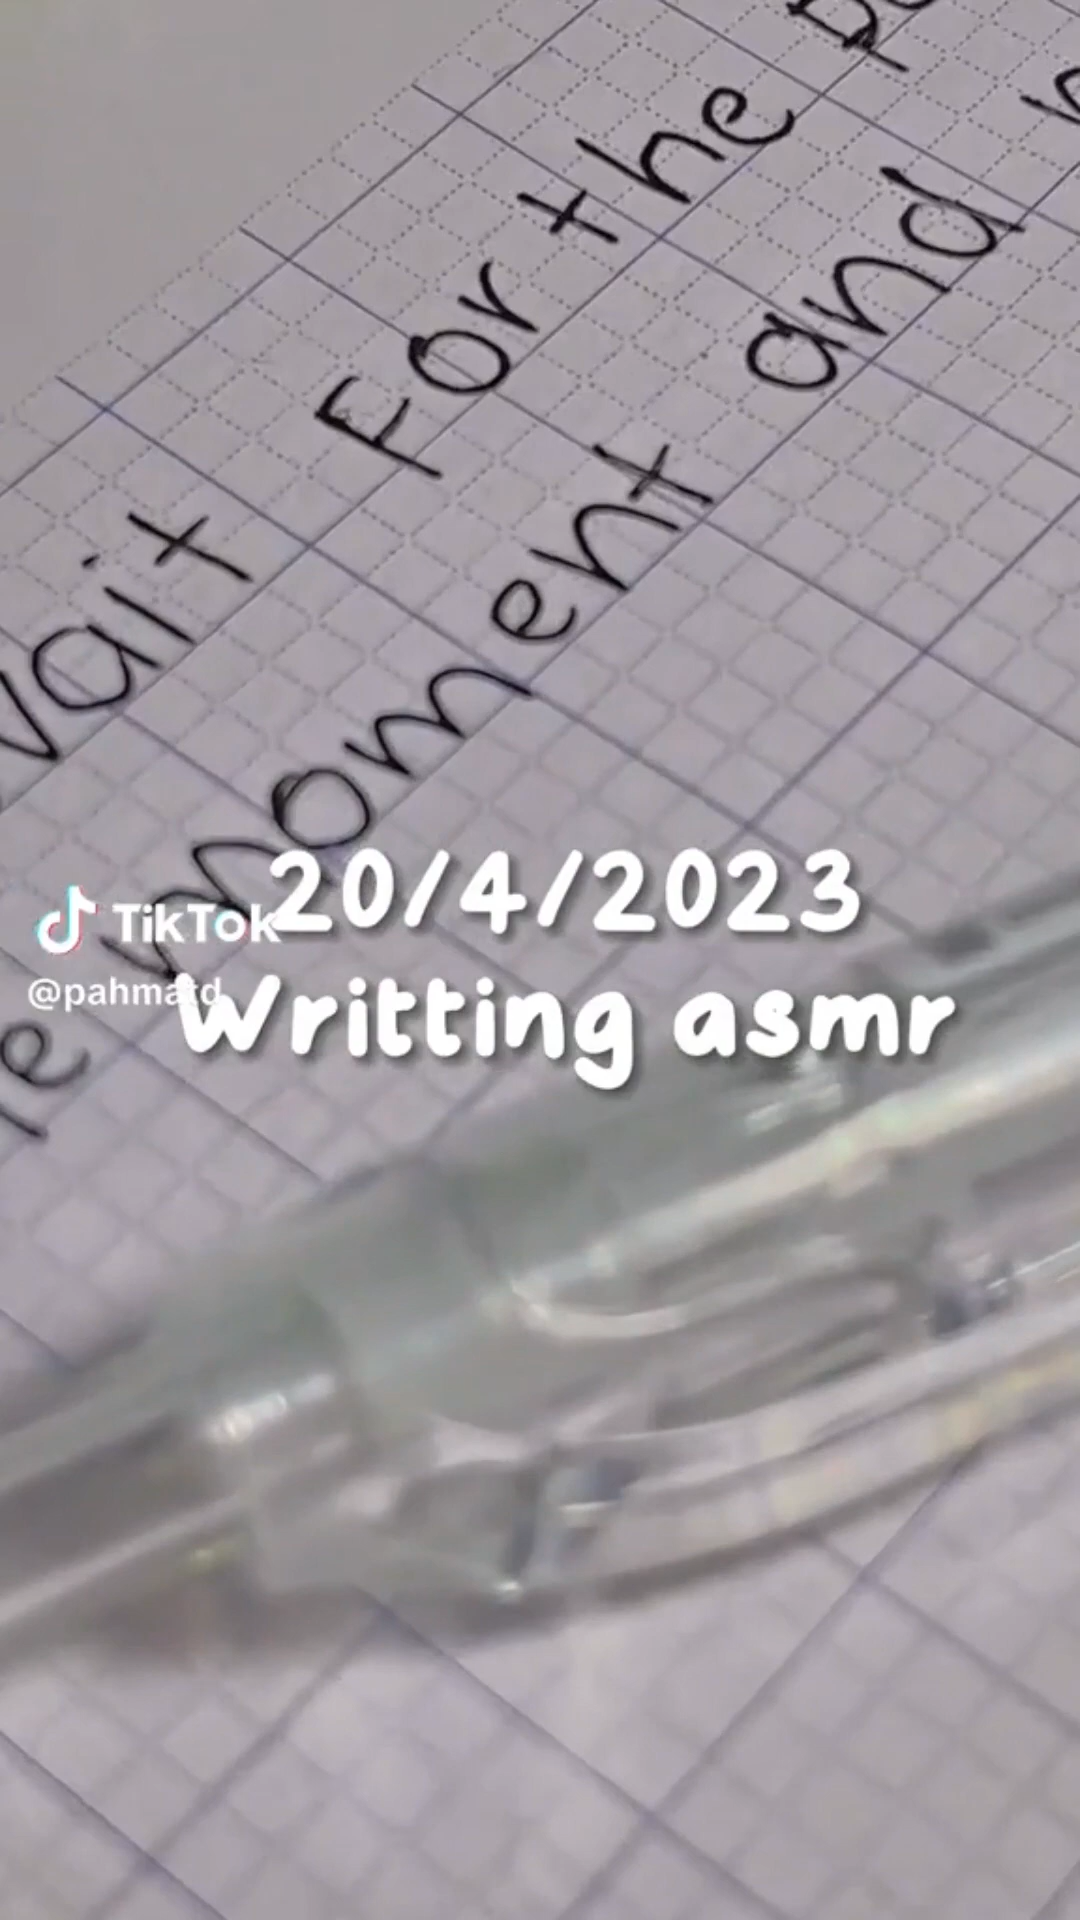 wait For the
moment and
20/4/2023
Writting asmr
TikTok
@pahmatd